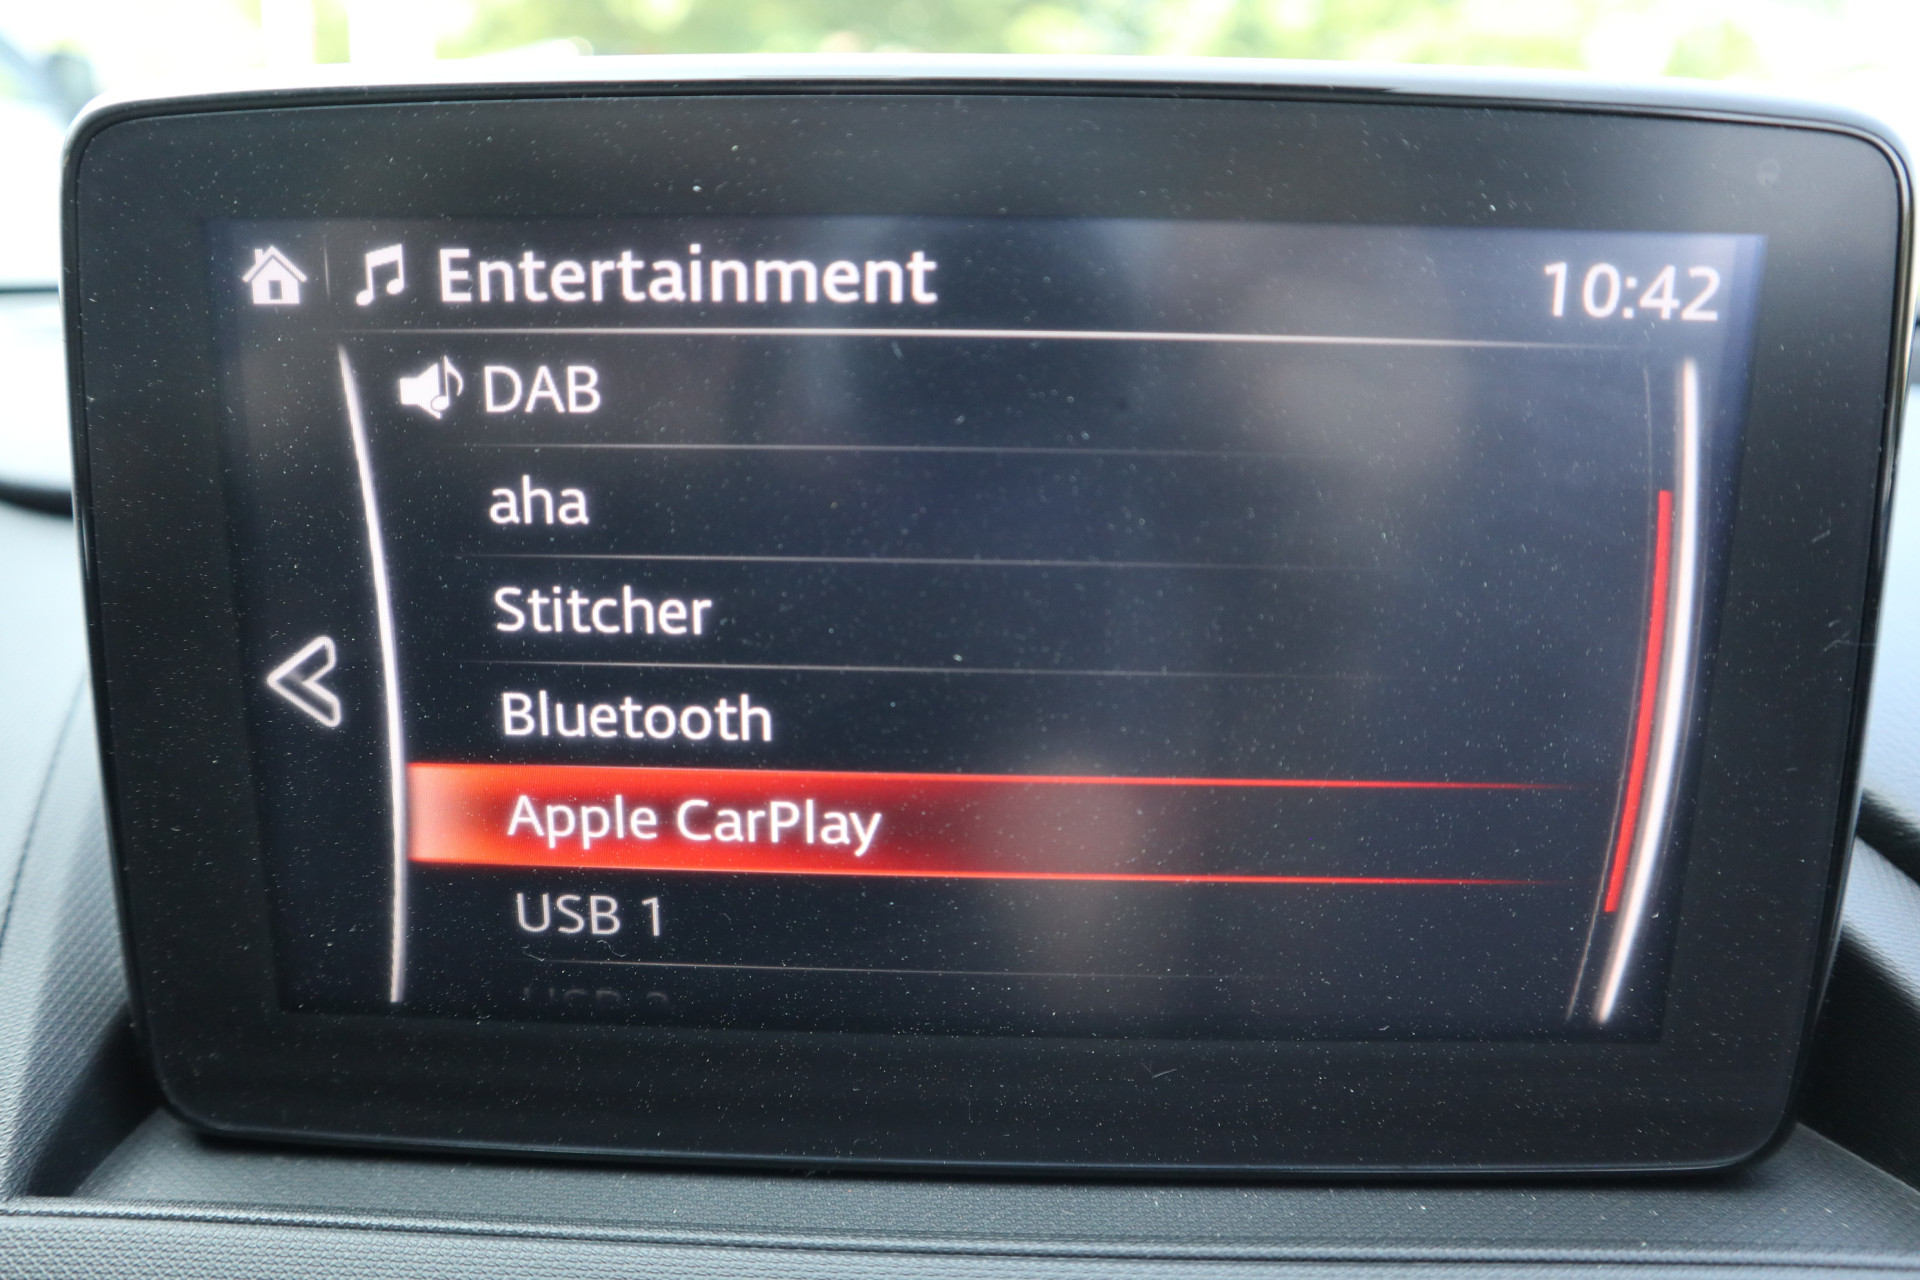 Entertainment
10:42
DAB
aha
Stitcher
Bluetooth
Apple CarPlay
USB 1